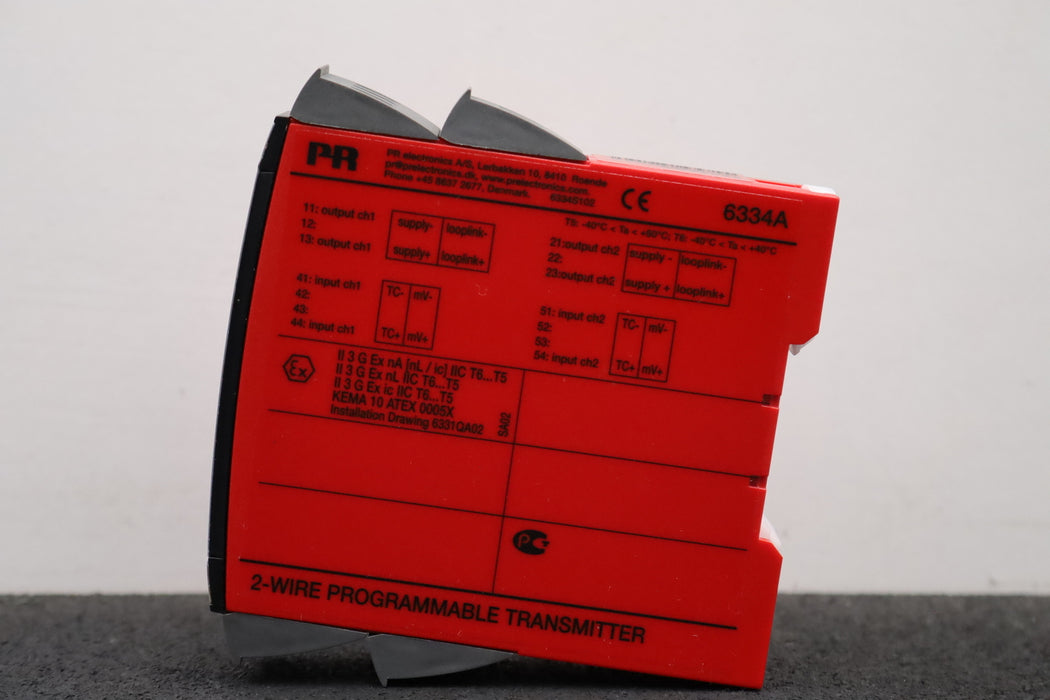 PR
PR electronics A/S, Lerbakken 10, 8410 Roende
pr@prelectronics.dk, www.prelectronics.com
Phone +45 8637 2677, Denmark. 6334S102
CE
6334A
T5: -40°C < Ta < +60°C; T6: -40°C < Ta < +40°C
11: output ch1
12:
13: output ch1
supply- looplink-
supply+ looplink+
21:output ch2
22:
23:output ch2
supply - looplink-
supply + looplink+
41: input ch1
42:
43:
44: input ch1
TC- mV-
TC+ mV+
51: input ch2
52:
53:
54: input ch2
TC- mV-
TC+ mV+
Ex
II 3 G Ex nA [nL / ic] IIC T6...T5
II 3 G Ex nL IIC T6...T5
II 3 G Ex ic IIC T6...T5
KEMA 10 ATEX 0005X
Installation Drawing 6331QA02
SA02
PG
2-WIRE PROGRAMMABLE TRANSMITTER